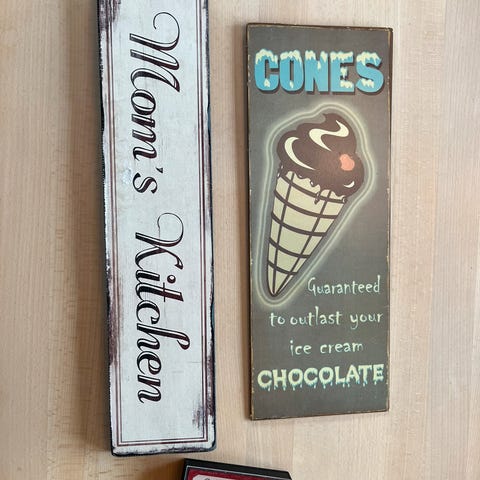 Mom's Kitchen
CONES
Guaranteed
to outlast your
ice cream
CHOCOLATE